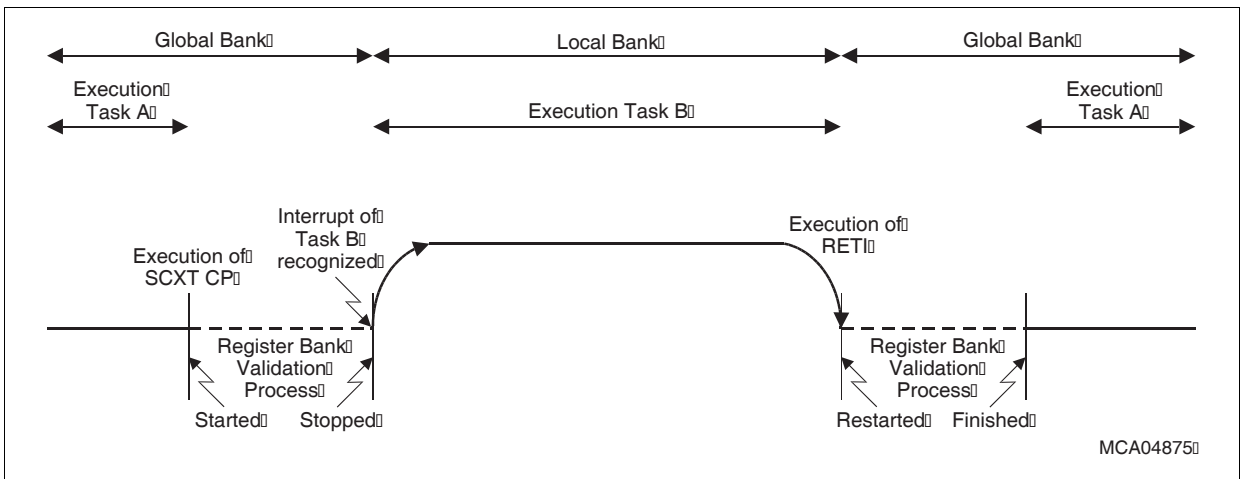 Global Bank
Local Bank
Global Bank
Execution
Task A
Execution Task B
Execution
Task A
Execution of
SCXT CP
Interrupt of
Task B
recognized
Execution of
RETI
Register Bank
Validation
Process
Started
Stopped
Register Bank
Validation
Process
Restarted
Finished
MCA04875